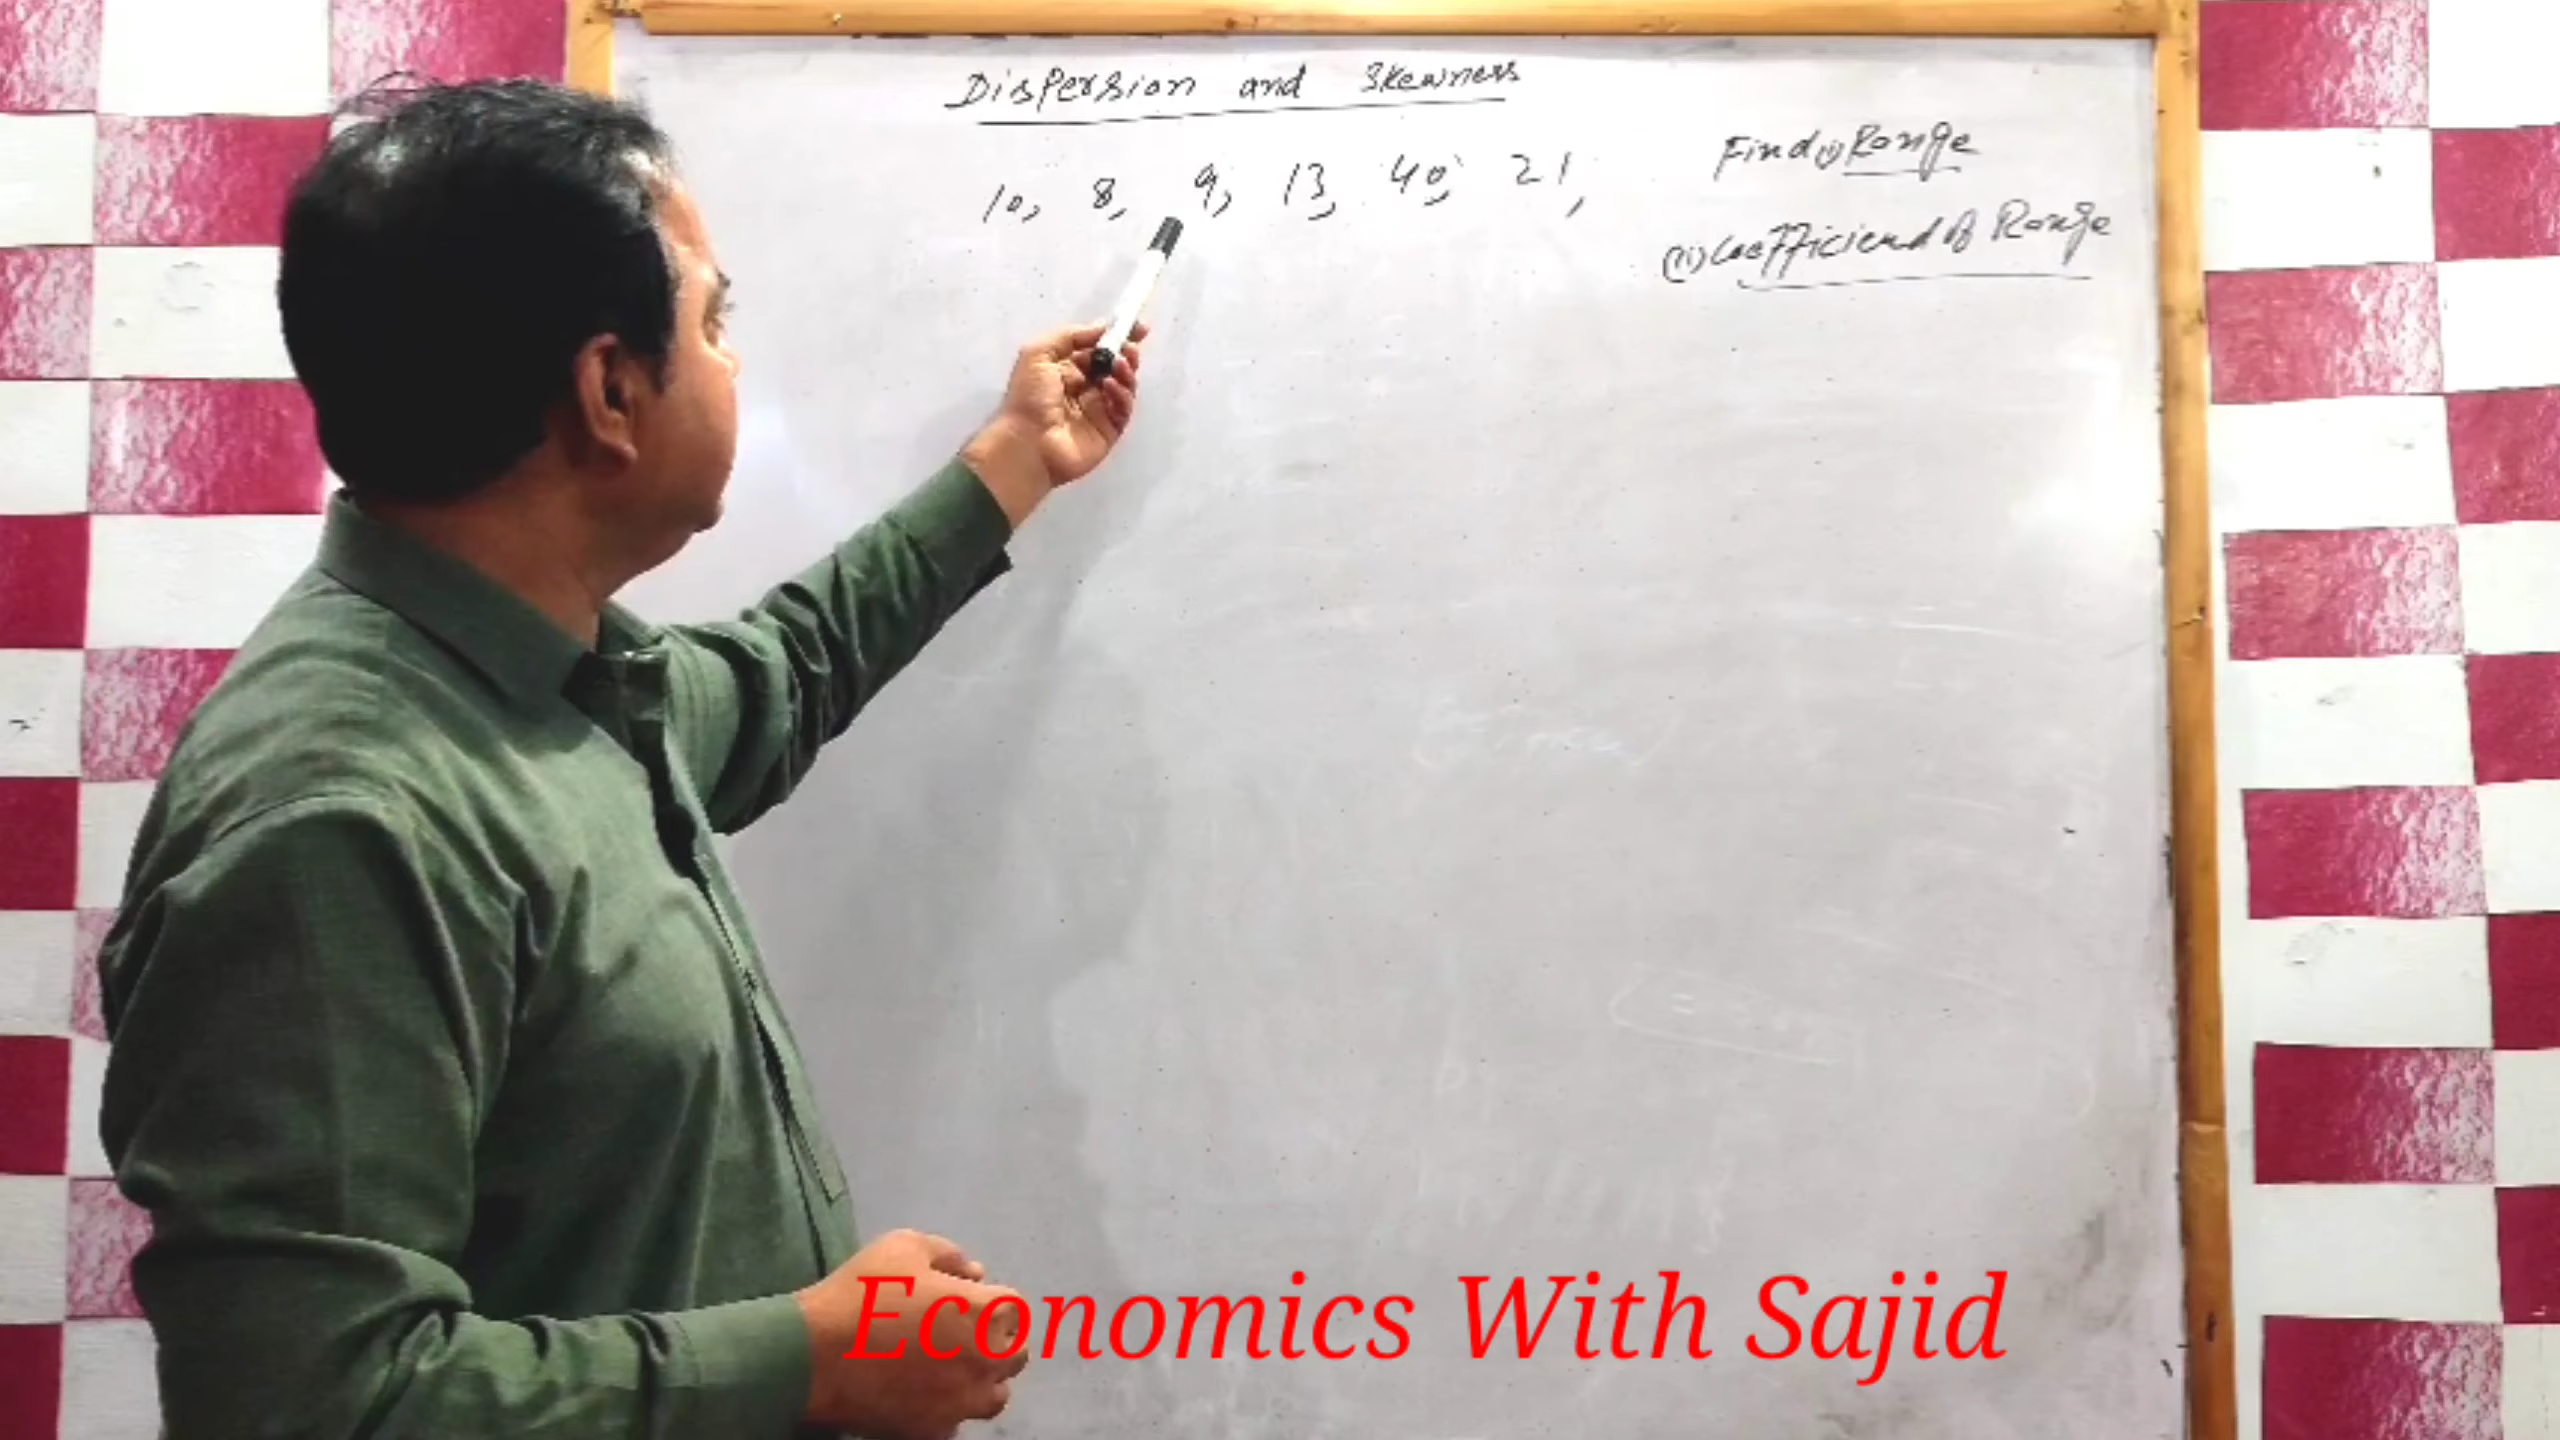 Dispersion and Skewness
10, 8, 9, 13, 40, 21,
Find (i) Range
(ii) Coefficient of Range
Economics With Sajid